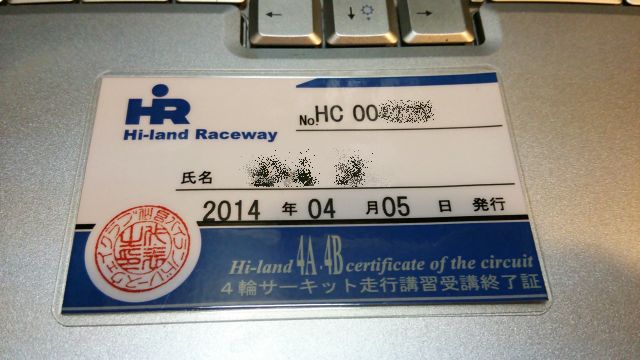 HR
Hi-land Raceway
No.HC 00
氏名
2014 年 04 月 05 日 発行
Hi-land 4A.4B certificate of the circuit
4輪サーキット走行講習受講終了証